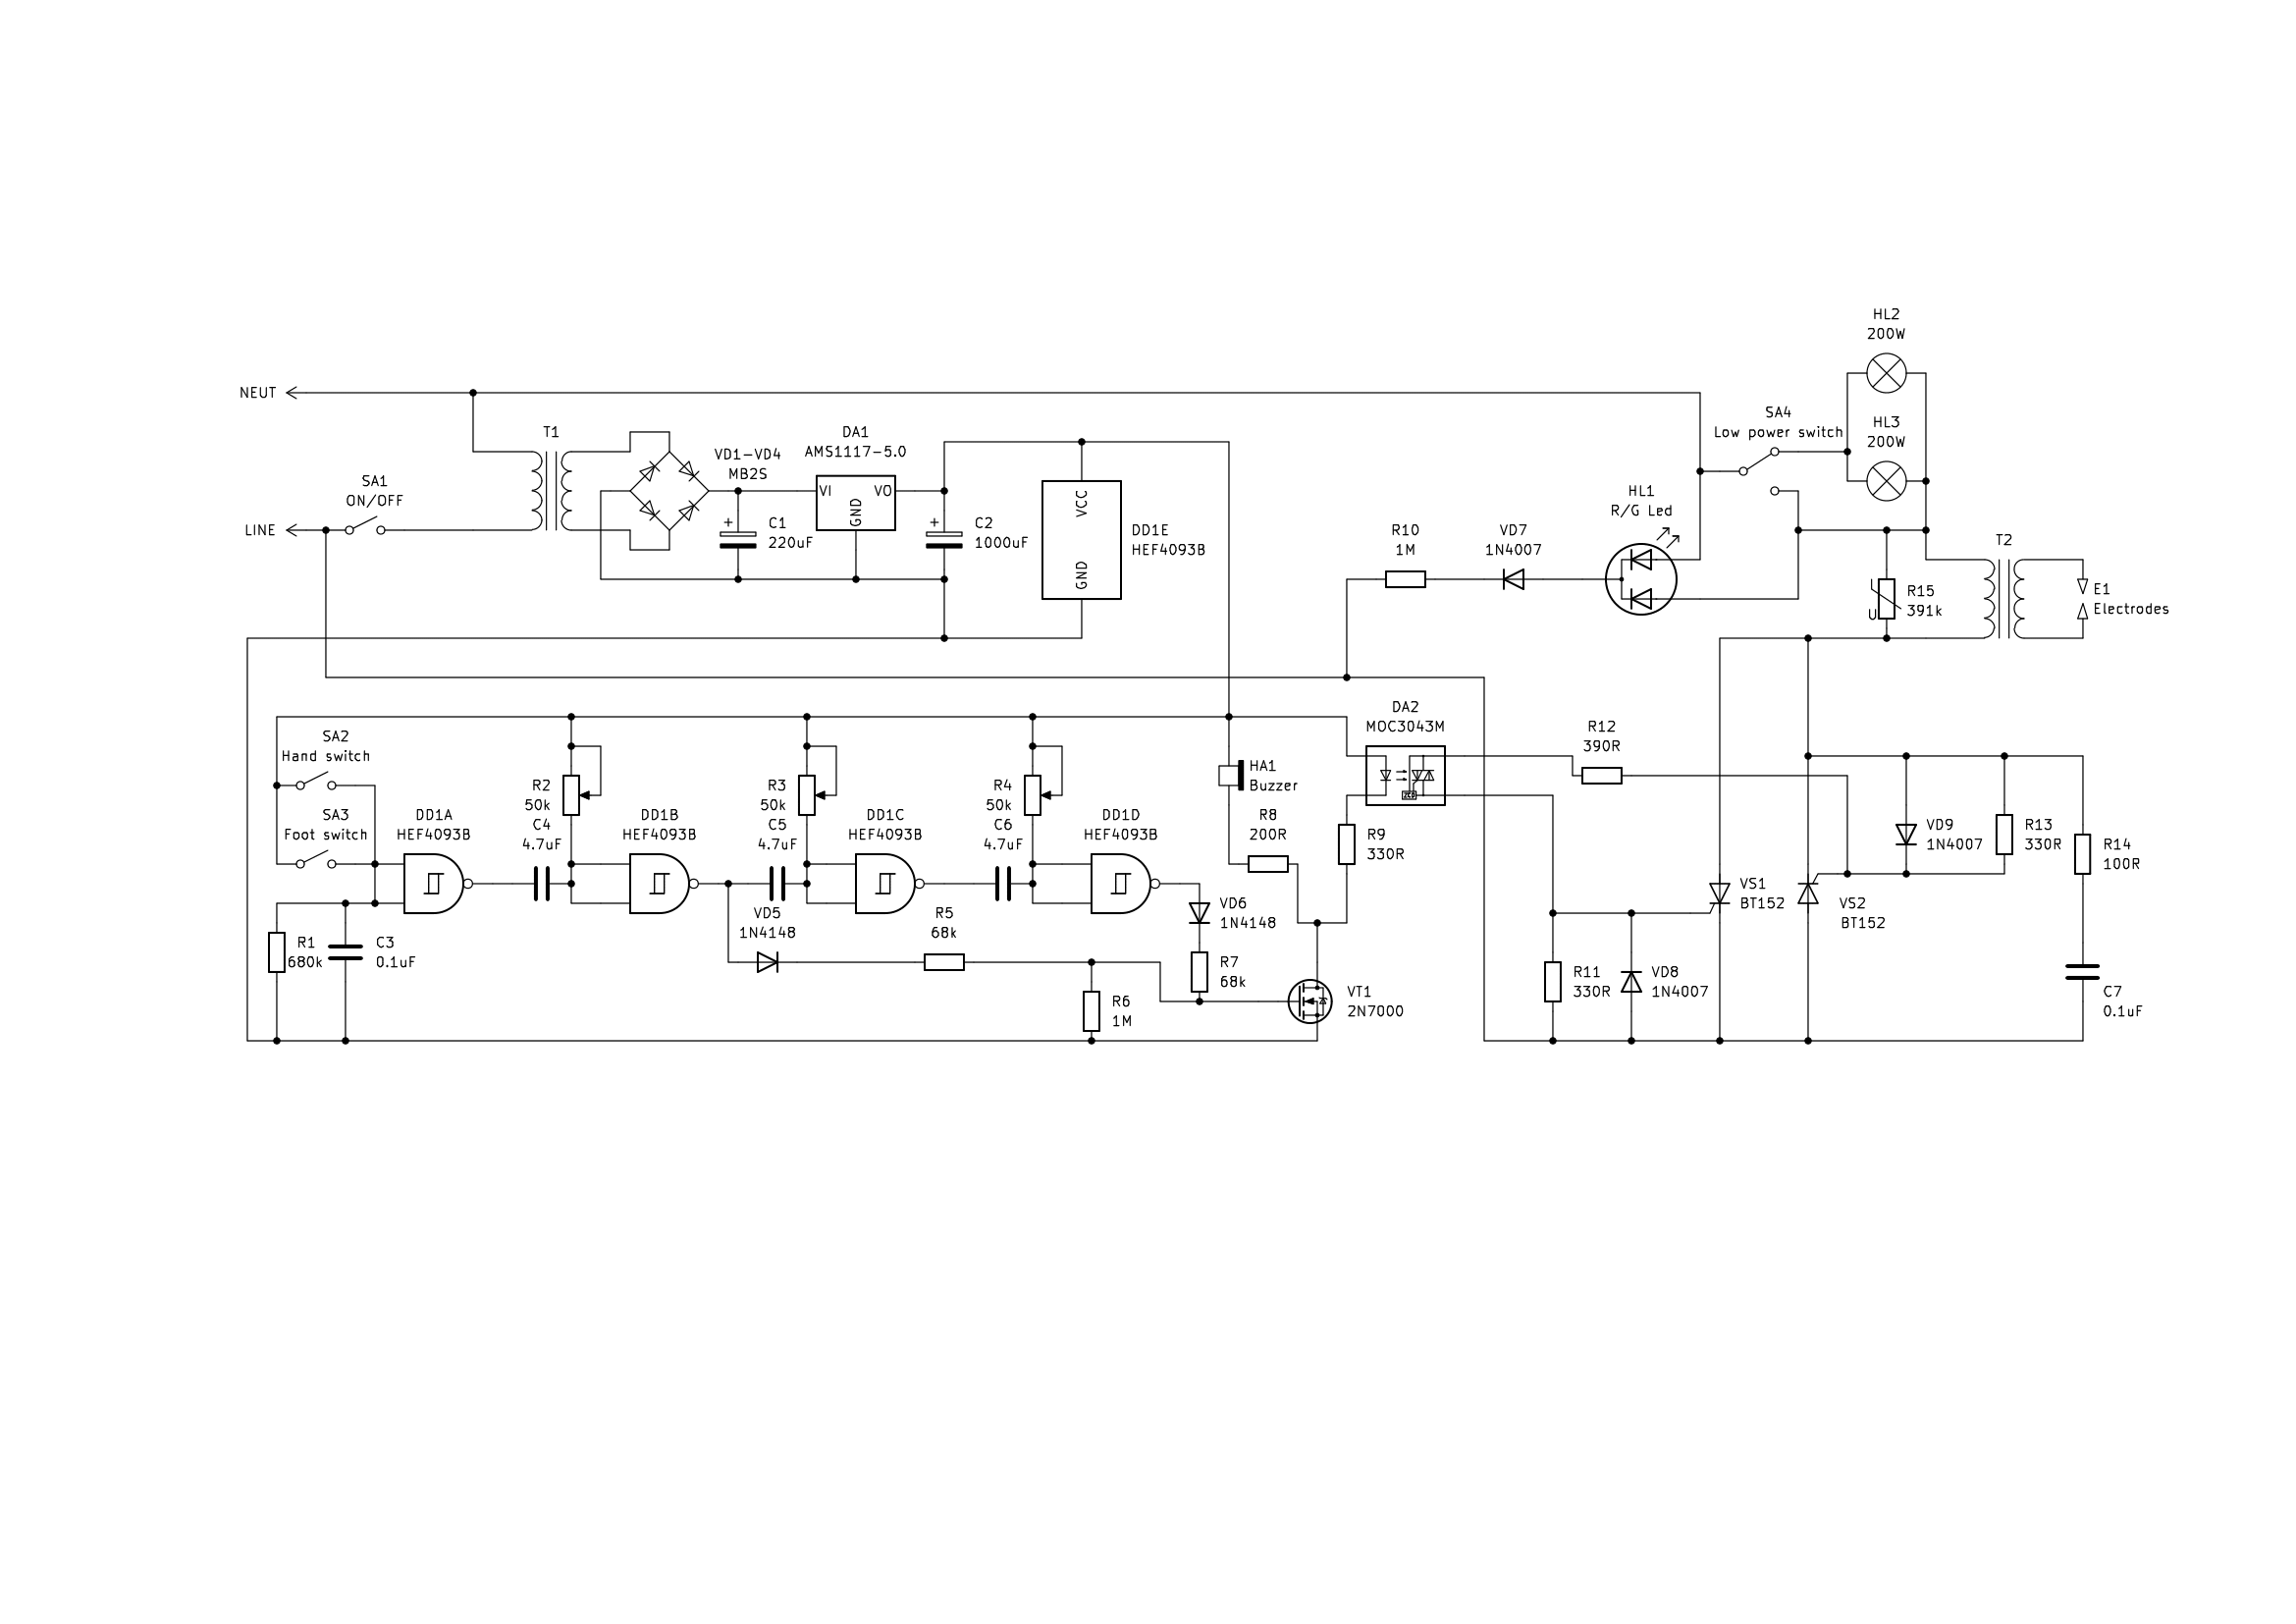 HL2
200W
NEUT
SA4
Low power switch
HL3
200W
T1
DA1
AMS1117-5.0
VD1-VD4
MB2S
SA1
ON/OFF
VI
VO
GND
VCC
GND
HL1
R/G Led
LINE
+
C1
220uF
+
C2
1000uF
DD1E
HEF4093B
R10
1M
VD7
1N4007
T2
U
R15
391k
E1
Electrodes
SA2
Hand switch
DA2
MOC3043M
R12
390R
SA3
Foot switch
R2
50k
C4
4.7uF
R3
50k
C5
4.7uF
R4
50k
C6
4.7uF
HA1
Buzzer
DD1A
HEF4093B
DD1B
HEF4093B
DD1C
HEF4093B
DD1D
HEF4093B
R8
200R
R9
330R
VD9
1N4007
R13
330R
R14
100R
VS1
BT152
VS2
BT152
VD5
1N4148
R5
68k
VD6
1N4148
R1
680k
C3
0.1uF
R7
68k
R6
1M
VT1
2N7000
R11
330R
VD8
1N4007
C7
0.1uF